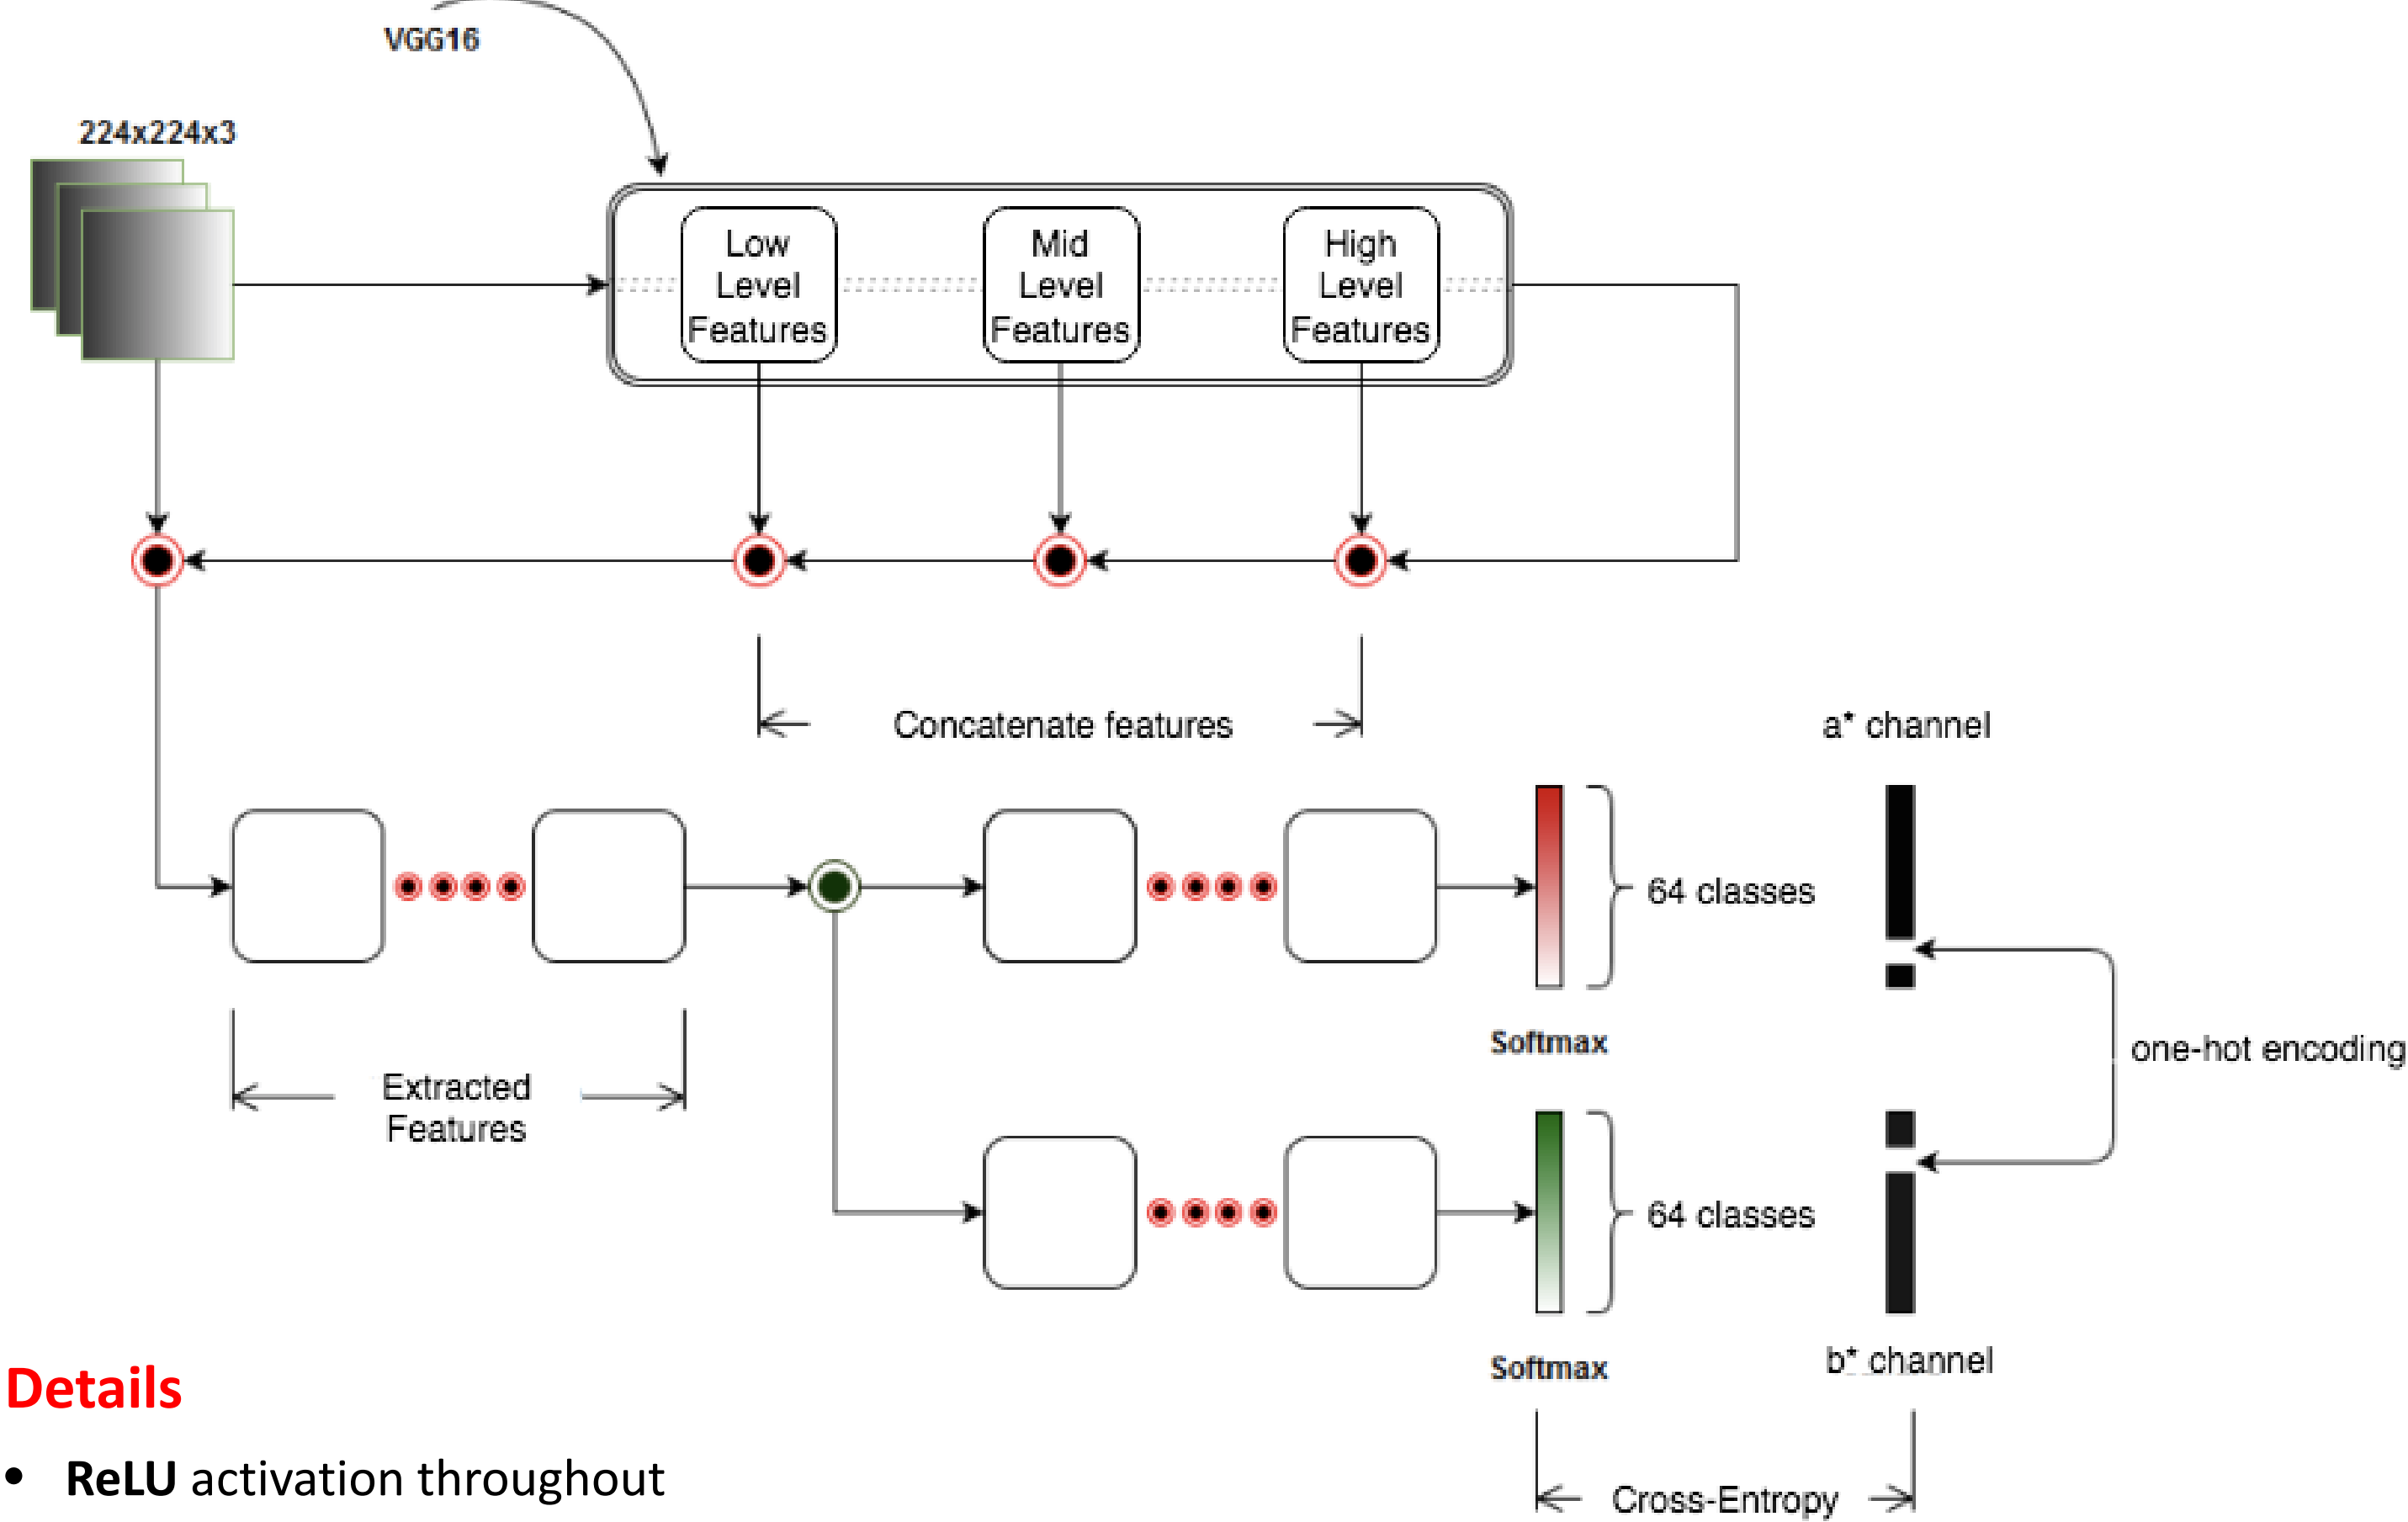 VGG16
224x224x3
Low
Level
Features
Mid
Level
Features
High
Level
Features
Concatenate features
a* channel
64 classes
Softmax
one-hot encoding
Extracted
Features
64 classes
Softmax
b* channel
Details
• ReLU activation throughout
Cross-Entropy